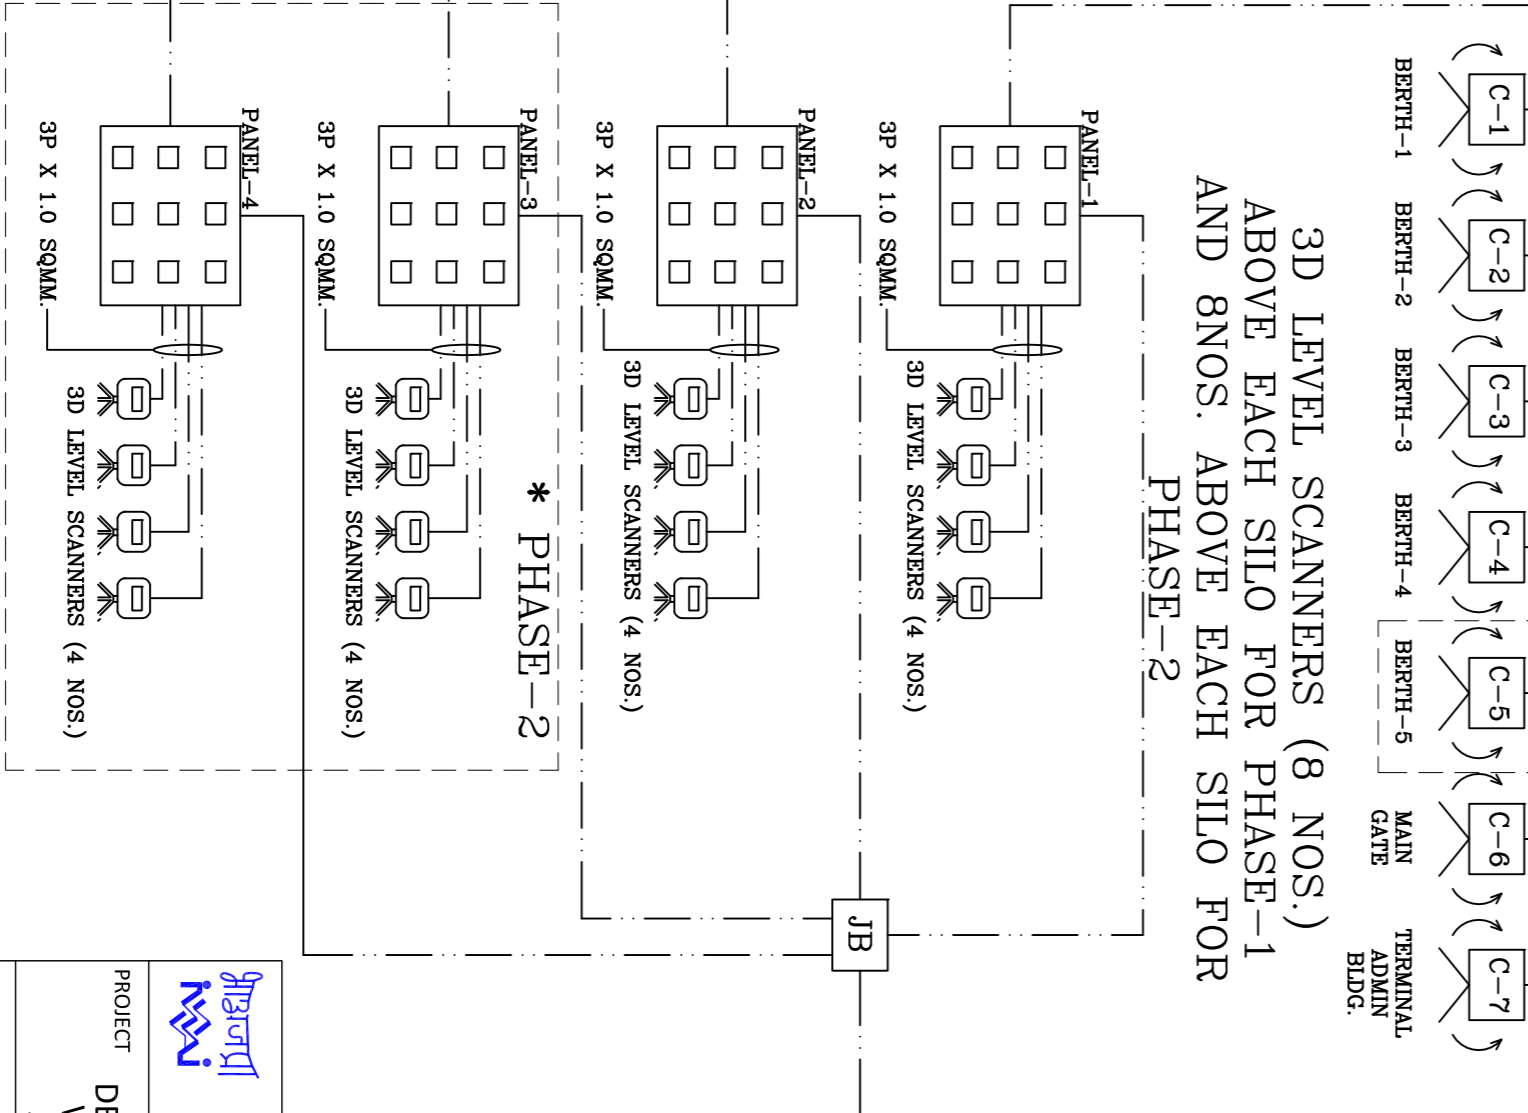 C-1
BERTH-1
C-2
BERTH-2
C-3
BERTH-3
C-4
BERTH-4
C-5
BERTH-5
C-6
MAIN
GATE
C-7
TERMINAL
ADMIN
BLDG.
3D LEVEL SCANNERS (8 NOS.)
ABOVE EACH SILO FOR PHASE-1
AND 8NOS. ABOVE EACH SILO FOR
PHASE-2
PANEL-1
3P X 1.0 SQMM.
3D LEVEL SCANNERS (4 NOS.)
PANEL-2
3P X 1.0 SQMM.
3D LEVEL SCANNERS (4 NOS.)
* PHASE-2
PANEL-3
3P X 1.0 SQMM.
3D LEVEL SCANNERS (4 NOS.)
PANEL-4
3P X 1.0 SQMM.
3D LEVEL SCANNERS (4 NOS.)
JB
PROJECT